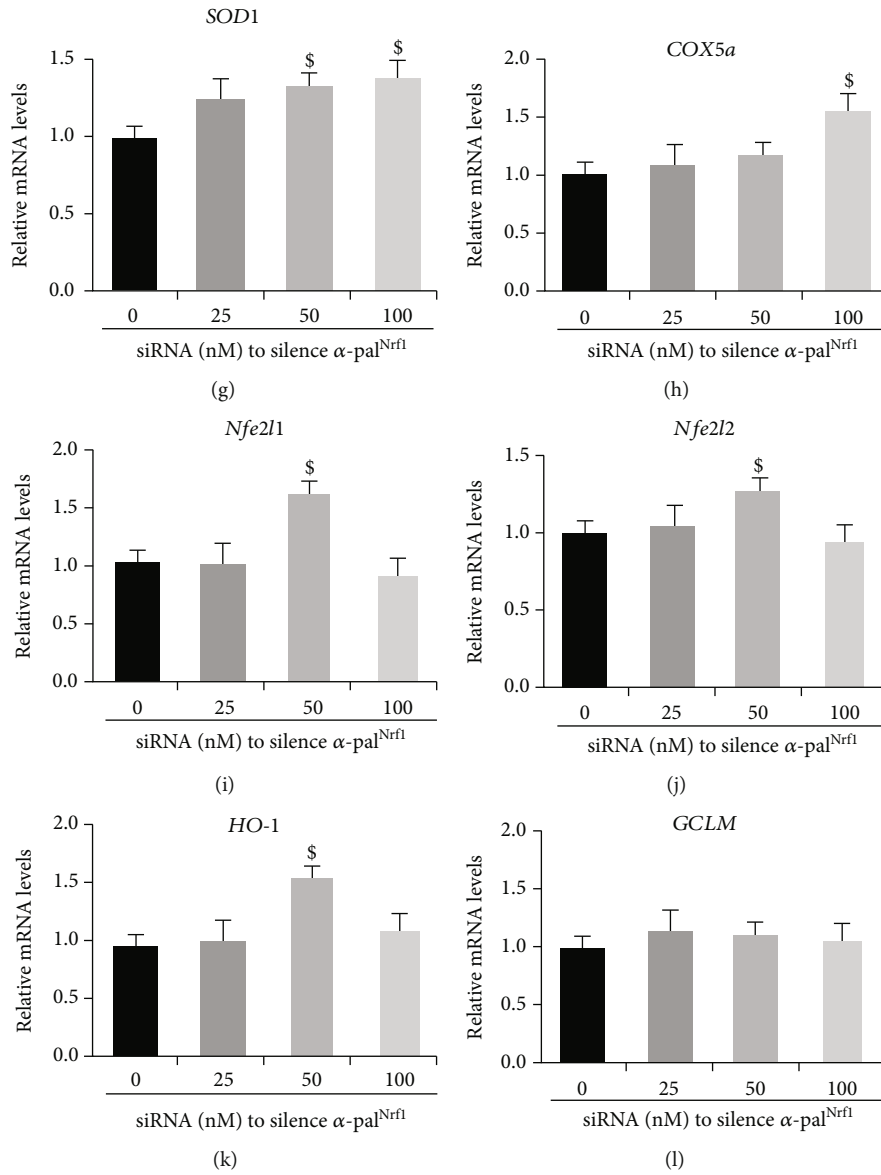 SOD1
Relative mRNA levels
1.5
1.0
0.5
0.0
$
$
0 25 50 100
siRNA (nM) to silence α-pal^Nrf1
(g)
COX5a
Relative mRNA levels
2.0
1.5
1.0
0.5
0.0
$
0 25 50 100
siRNA (nM) to silence α-pal^Nrf1
(h)
Nfe2l1
Relative mRNA levels
2.0
1.5
1.0
0.5
0.0
$
0 25 50 100
siRNA (nM) to silence α-pal^Nrf1
(i)
Nfe2l2
Relative mRNA levels
1.5
1.0
0.5
0.0
$
0 25 50 100
siRNA (nM) to silence α-pal^Nrf1
(j)
HO-1
Relative mRNA levels
2.0
1.5
1.0
0.5
0.0
$
0 25 50 100
siRNA (nM) to silence α-pal^Nrf1
(k)
GCLM
Relative mRNA levels
2.0
1.5
1.0
0.5
0.0
0 25 50 100
siRNA (nM) to silence α-pal^Nrf1
(l)